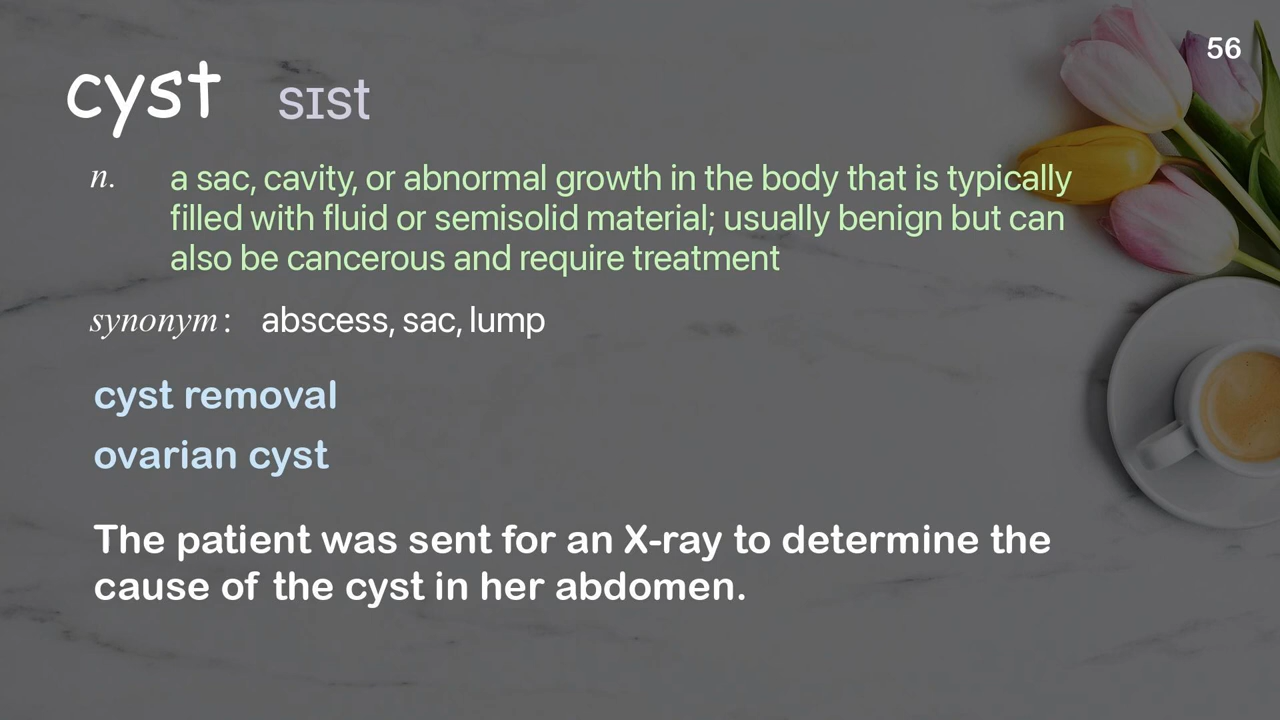 56
cyst sɪst
n. a sac, cavity, or abnormal growth in the body that is typically
filled with fluid or semisolid material; usually benign but can
also be cancerous and require treatment
synonym: abscess, sac, lump
cyst removal
ovarian cyst
The patient was sent for an X-ray to determine the
cause of the cyst in her abdomen.